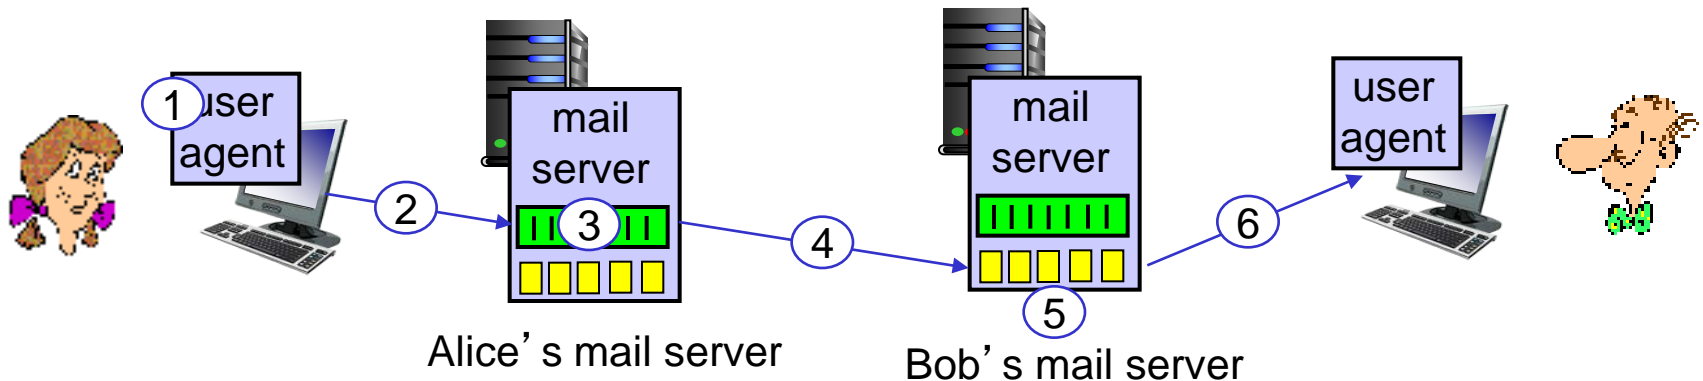 1
user
agent
2
mail
server
3
Alice’s mail server
4
mail
server
5
Bob’s mail server
6
user
agent